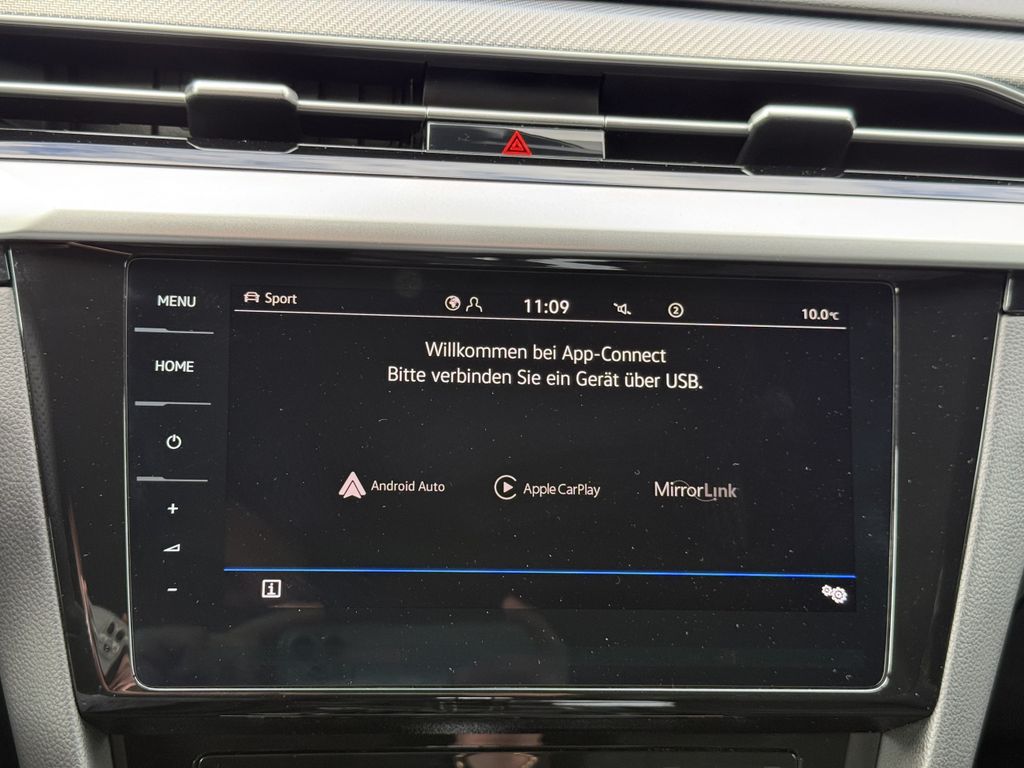 MENU
HOME
+
-
Sport
11:09
2
10.0°C
Willkommen bei App-Connect
Bitte verbinden Sie ein Gerät über USB.
Android Auto
Apple CarPlay
MirrorLink
i